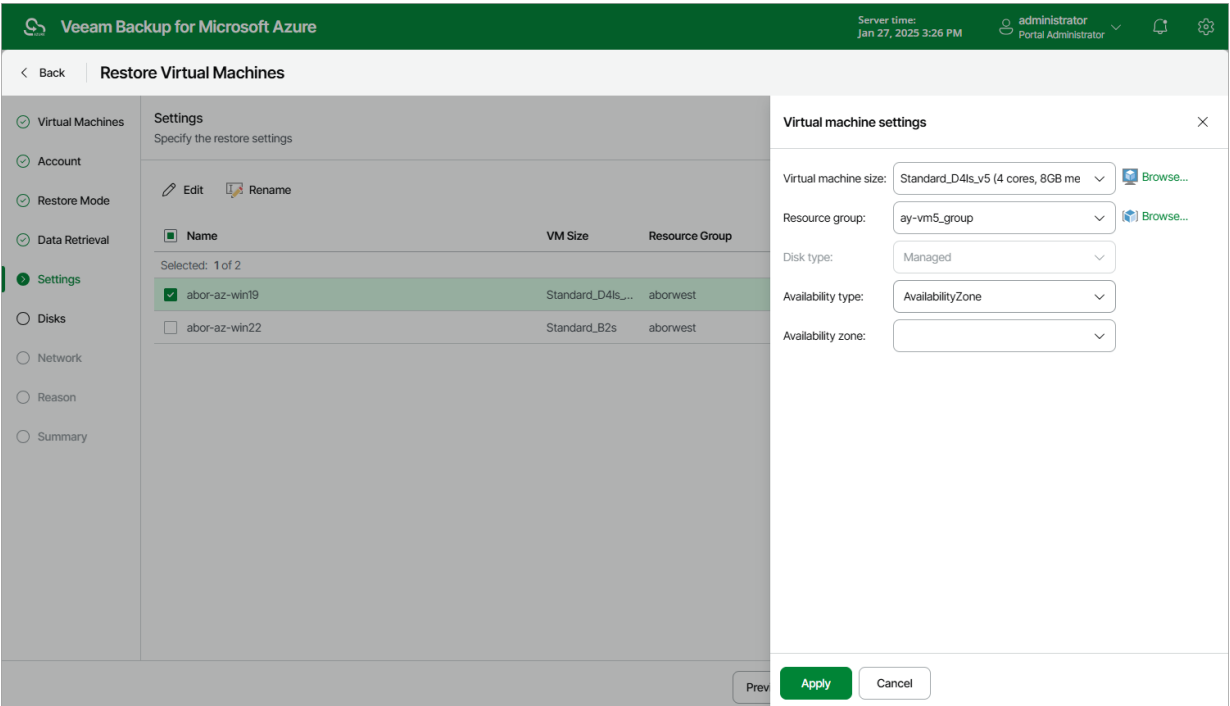 Veeam Backup for Microsoft Azure
Server time:
Jan 27, 2025 3:26 PM
administrator
Portal Administrator
Back
Restore Virtual Machines
Virtual Machines
Account
Restore Mode
Data Retrieval
Settings
Disks
Network
Reason
Summary
Settings
Specify the restore settings
Edit Rename
Name VM Size Resource Group
Selected: 1 of 2
abor-az-win19 Standard_D4ls_... aborwest
abor-az-win22 Standard_B2s aborwest
Prev
Virtual machine settings
Virtual machine size: Standard_D4ls_v5 (4 cores, 8GB me Browse...
Resource group: ay-vm5_group Browse...
Disk type: Managed
Availability type: AvailabilityZone
Availability zone:
Apply Cancel